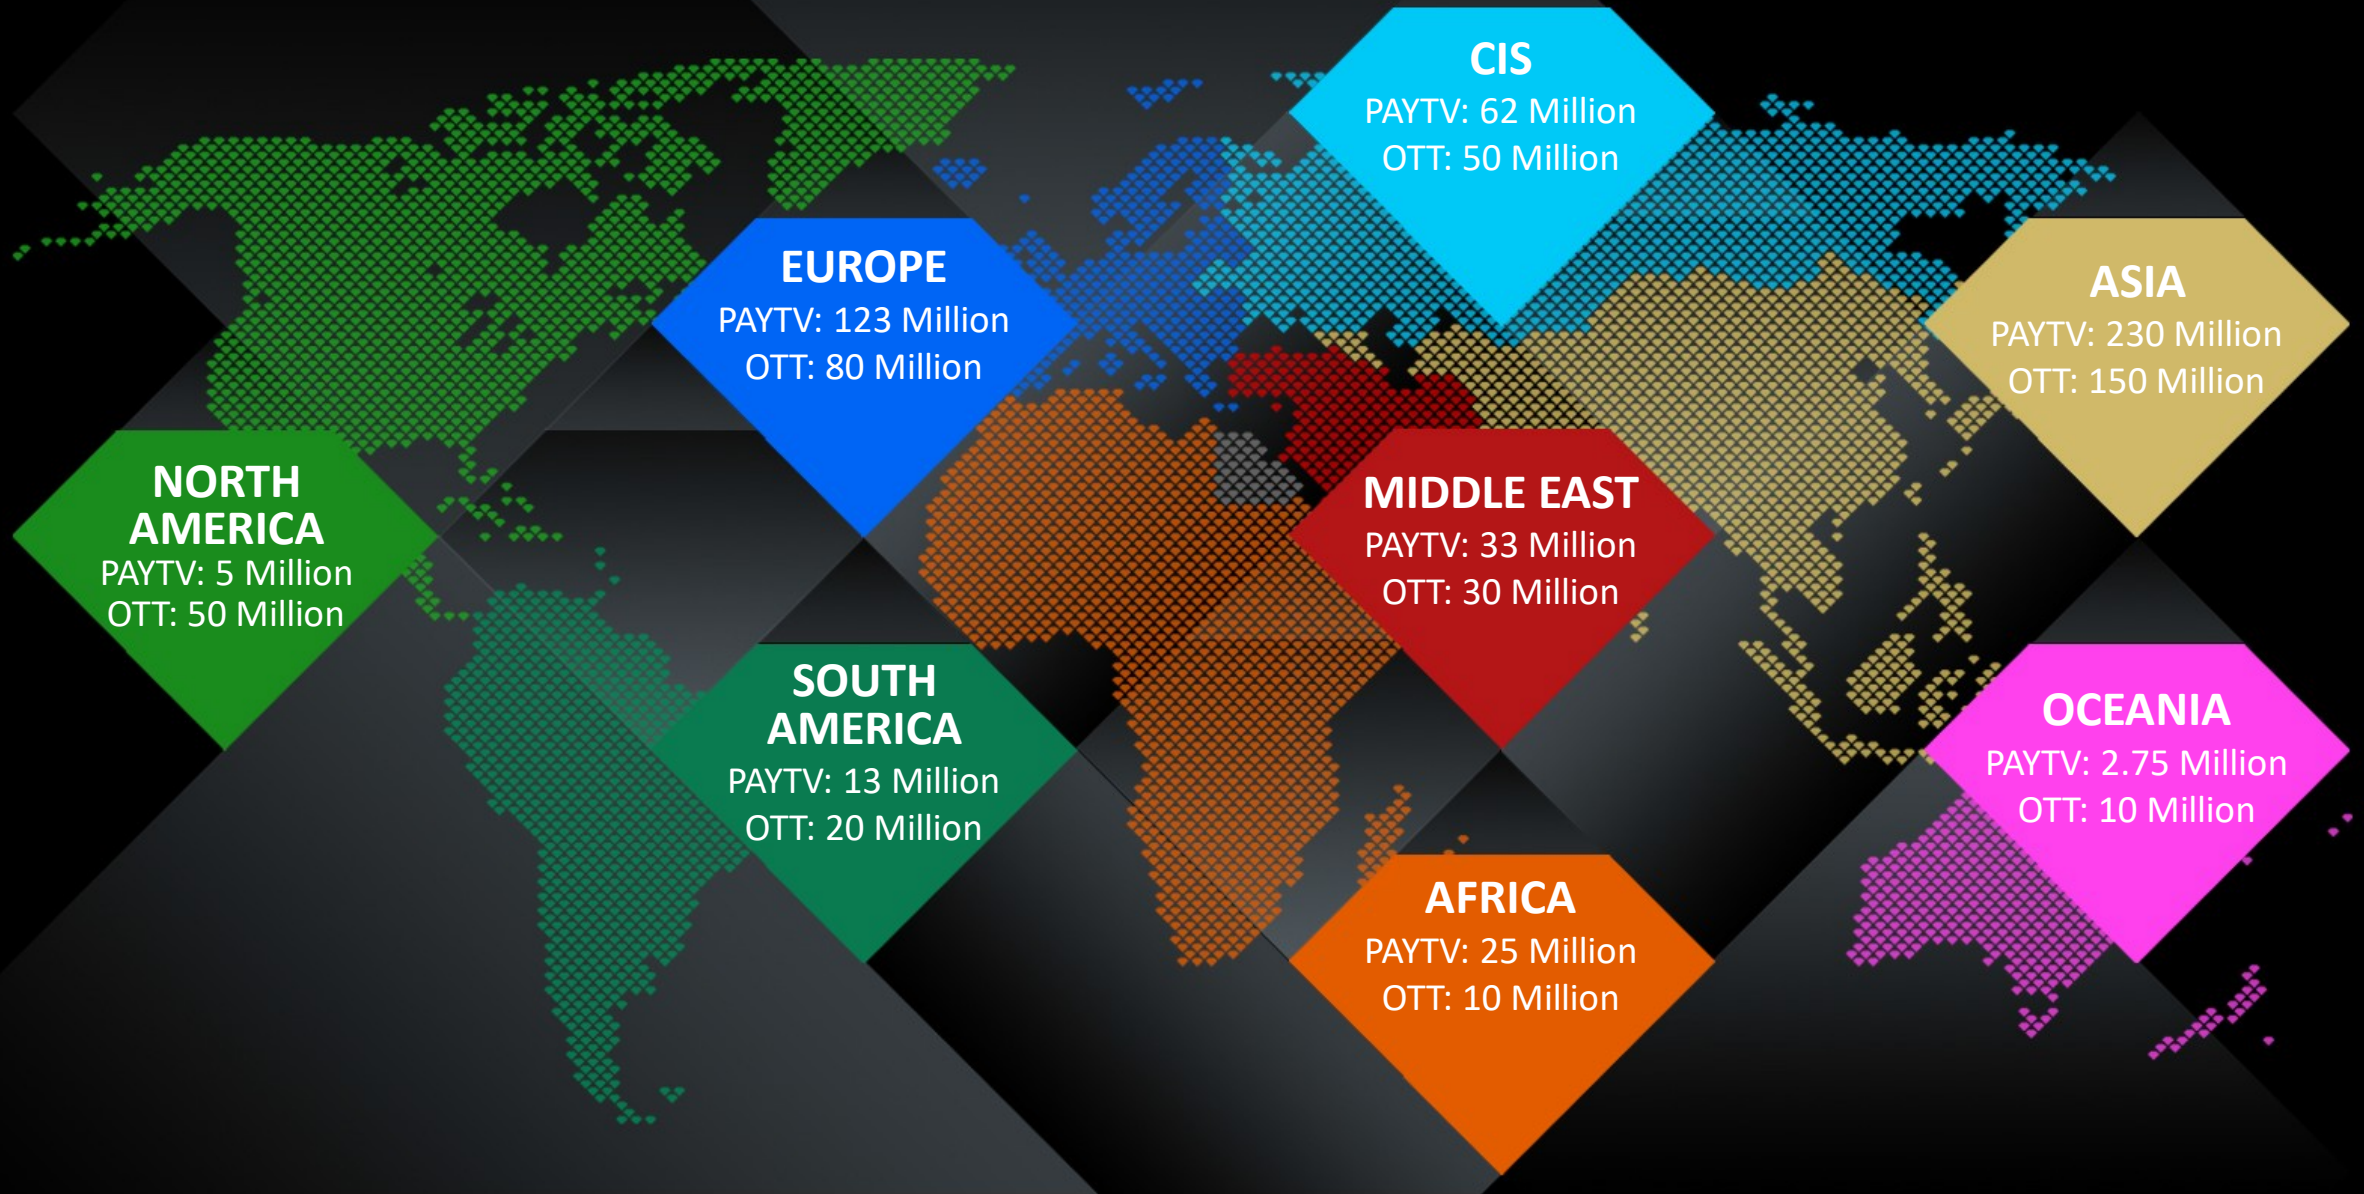 CIS
PAYTV: 62 Million
OTT: 50 Million
EUROPE
PAYTV: 123 Million
OTT: 80 Million
ASIA
PAYTV: 230 Million
OTT: 150 Million
NORTH
AMERICA
PAYTV: 5 Million
OTT: 50 Million
MIDDLE EAST
PAYTV: 33 Million
OTT: 30 Million
SOUTH
AMERICA
PAYTV: 13 Million
OTT: 20 Million
OCEANIA
PAYTV: 2.75 Million
OTT: 10 Million
AFRICA
PAYTV: 25 Million
OTT: 10 Million